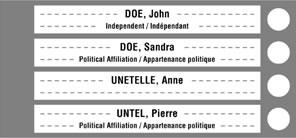 DOE, John
Independent / Indépendant
DOE, Sandra
Political Affiliation / Appartenance politique
UNETELLE, Anne
UNTEL, Pierre
Political Affiliation / Appartenance politique